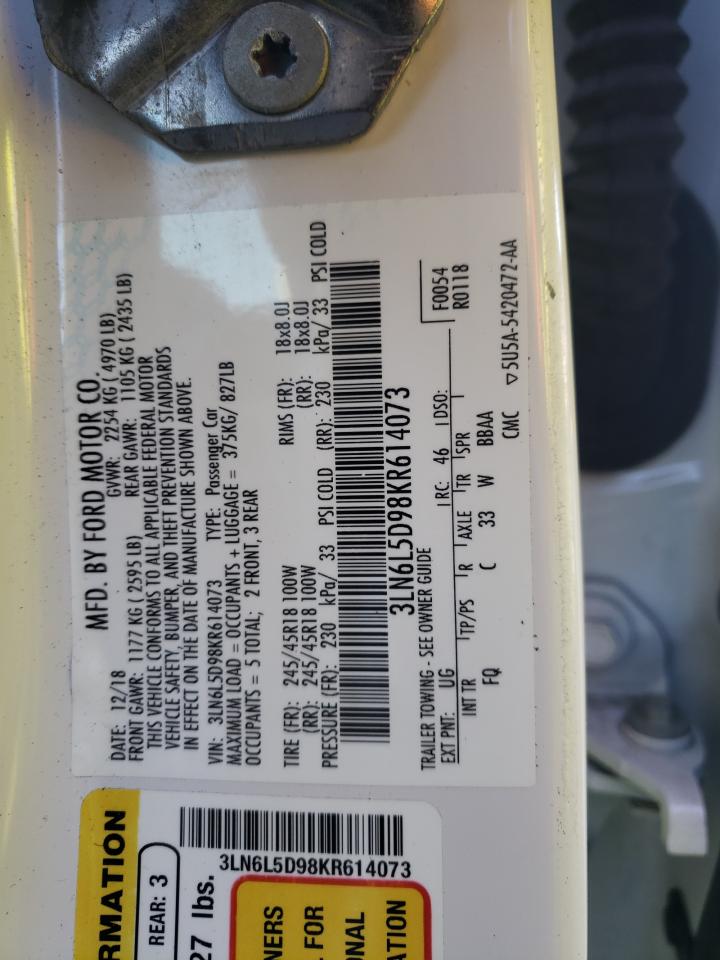 MFD. BY FORD MOTOR CO.
DATE: 12/18 GVWR: 2254 KG ( 4970 LB)
FRONT GAWR: 1177 KG ( 2595 LB) REAR GAWR: 1105 KG ( 2435 LB)
THIS VEHICLE CONFORMS TO ALL APPLICABLE FEDERAL MOTOR
VEHICLE SAFETY, BUMPER, AND THEFT PREVENTION STANDARDS
IN EFFECT ON THE DATE OF MANUFACTURE SHOWN ABOVE.
VIN: 3LN6L5D98KR614073 TYPE: Passenger Car
MAXIMUM LOAD = OCCUPANTS + LUGGAGE = 375KG/ 827LB
OCCUPANTS = 5 TOTAL; 2 FRONT, 3 REAR
TIRE (FR): 245/45R18 100W RIMS (FR): 18x8.0J
(RR): 245/45R18 100W (RR): 18x8.0J
PRESSURE (FR): 230 kPa/ 33 PSI COLD (RR): 230 kPa/ 33 PSI COLD
3LN6L5D98KR614073
TRAILER TOWING - SEE OWNER GUIDE F0054
EXT PNT: UG RC: 46 DSO: R0118
INT TR TP/PS R AXLE TR SPR
FQ C 33 W BBAA
CMC ▽5U5A-5420472-AA
RMATION
REAR: 3
27 lbs.
3LN6L5D98KR614073
NERS
L FOR
ONAL
ATION